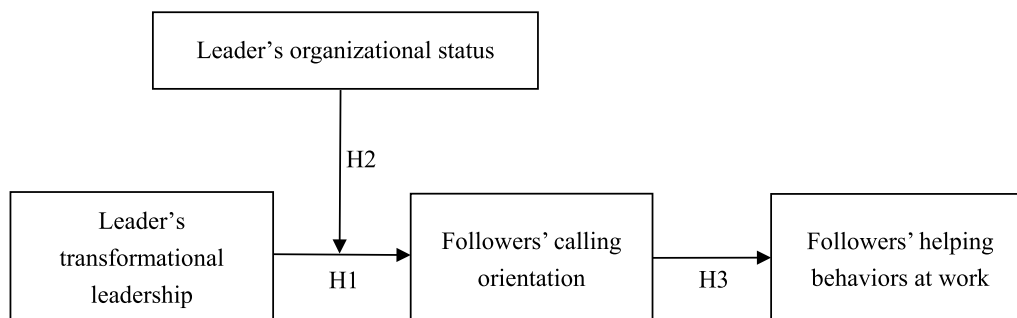 Leader’s organizational status
H2
Leader’s
transformational
leadership
H1
Followers’ calling
orientation
H3
Followers’ helping
behaviors at work